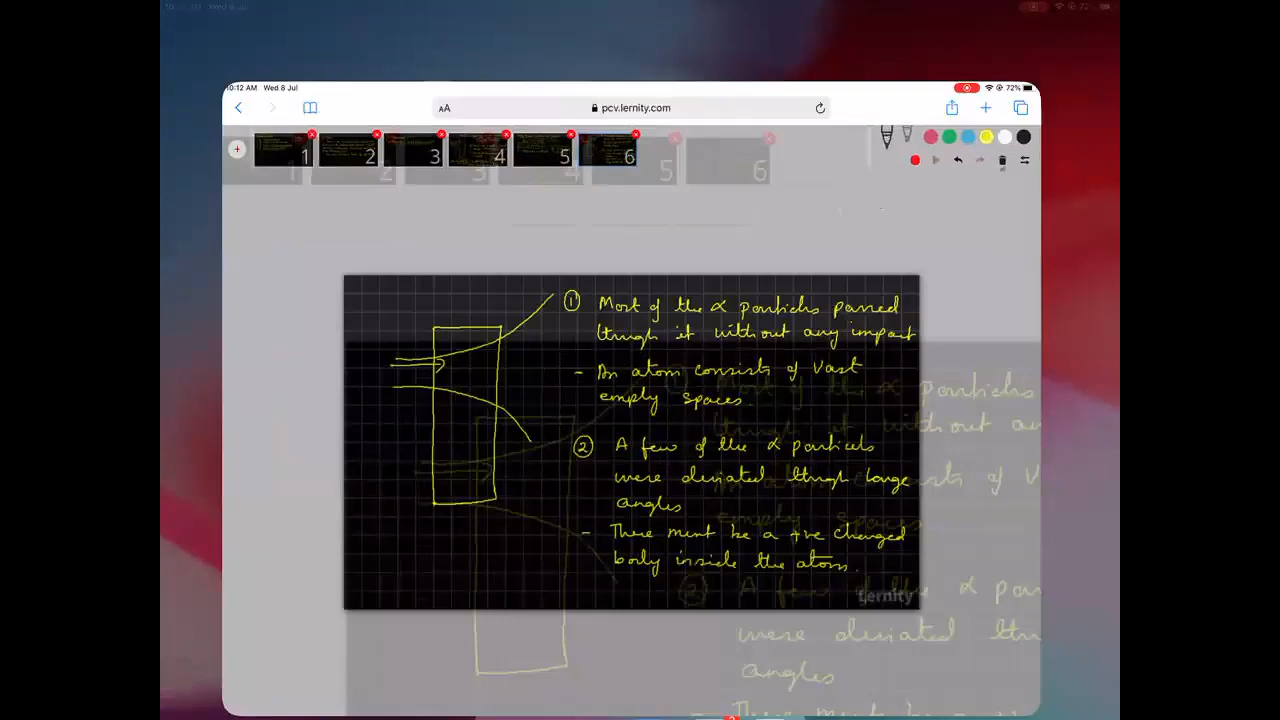 10:12 AM Wed 8 Jul
72%
AA
pcv.lernity.com
1 2 3 4 5 6
① Most of the α particles passed
through it without any impact
- An atom consists of vast
empty spaces.
② A few of the α particles
were deviated through large
angles
- There must be a +ve charged
body inside the atom.
lernity